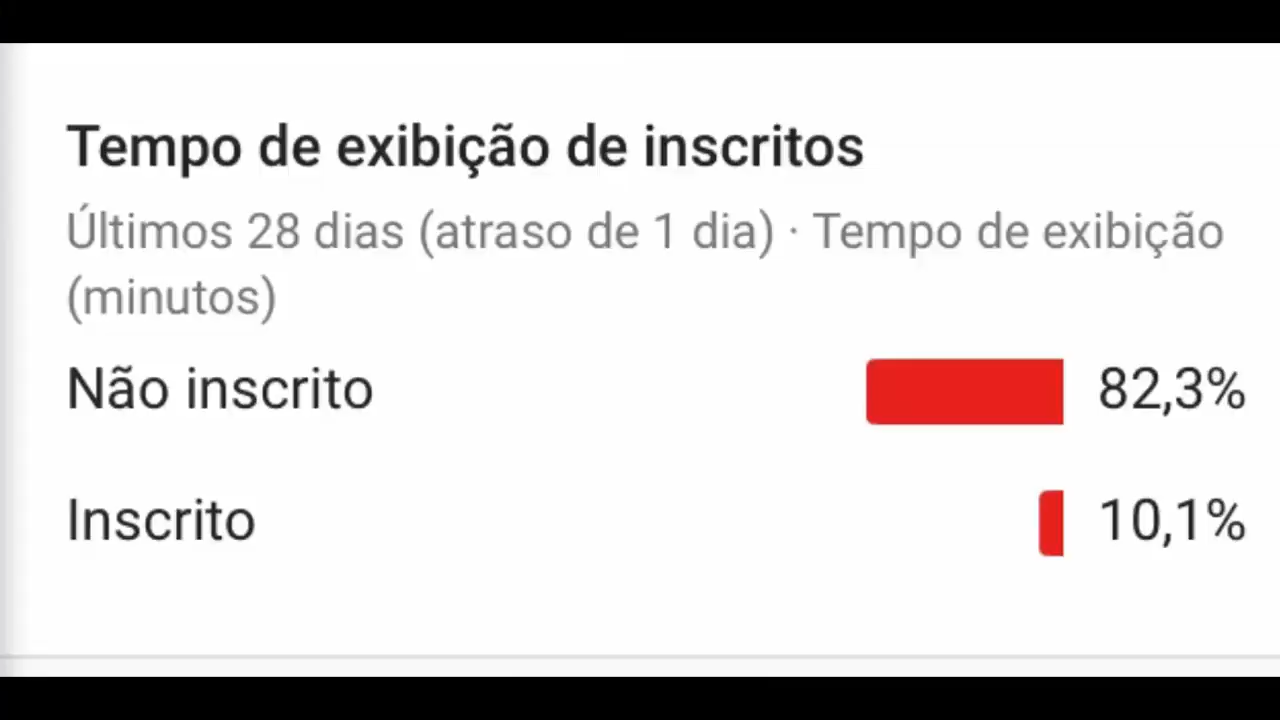 Tempo de exibição de inscritos
Últimos 28 dias (atraso de 1 dia) · Tempo de exibição
(minutos)
Não inscrito 82,3%
Inscrito 10,1%